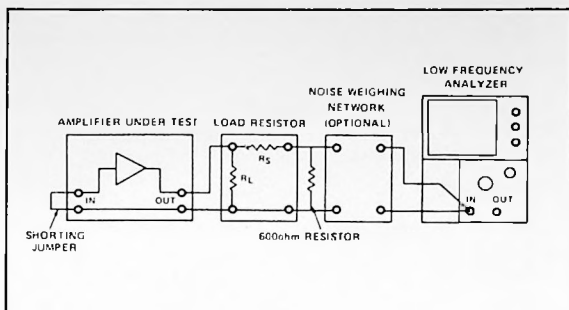 LOW FREQUENCY
ANALYZER
NOISE WEIGHING
NETWORK
(OPTIONAL)
AMPLIFIER UNDER TEST
LOAD RESISTOR
RS
RL
IN
OUT
IN
OUT
SHORTING
JUMPER
600ohm RESISTOR